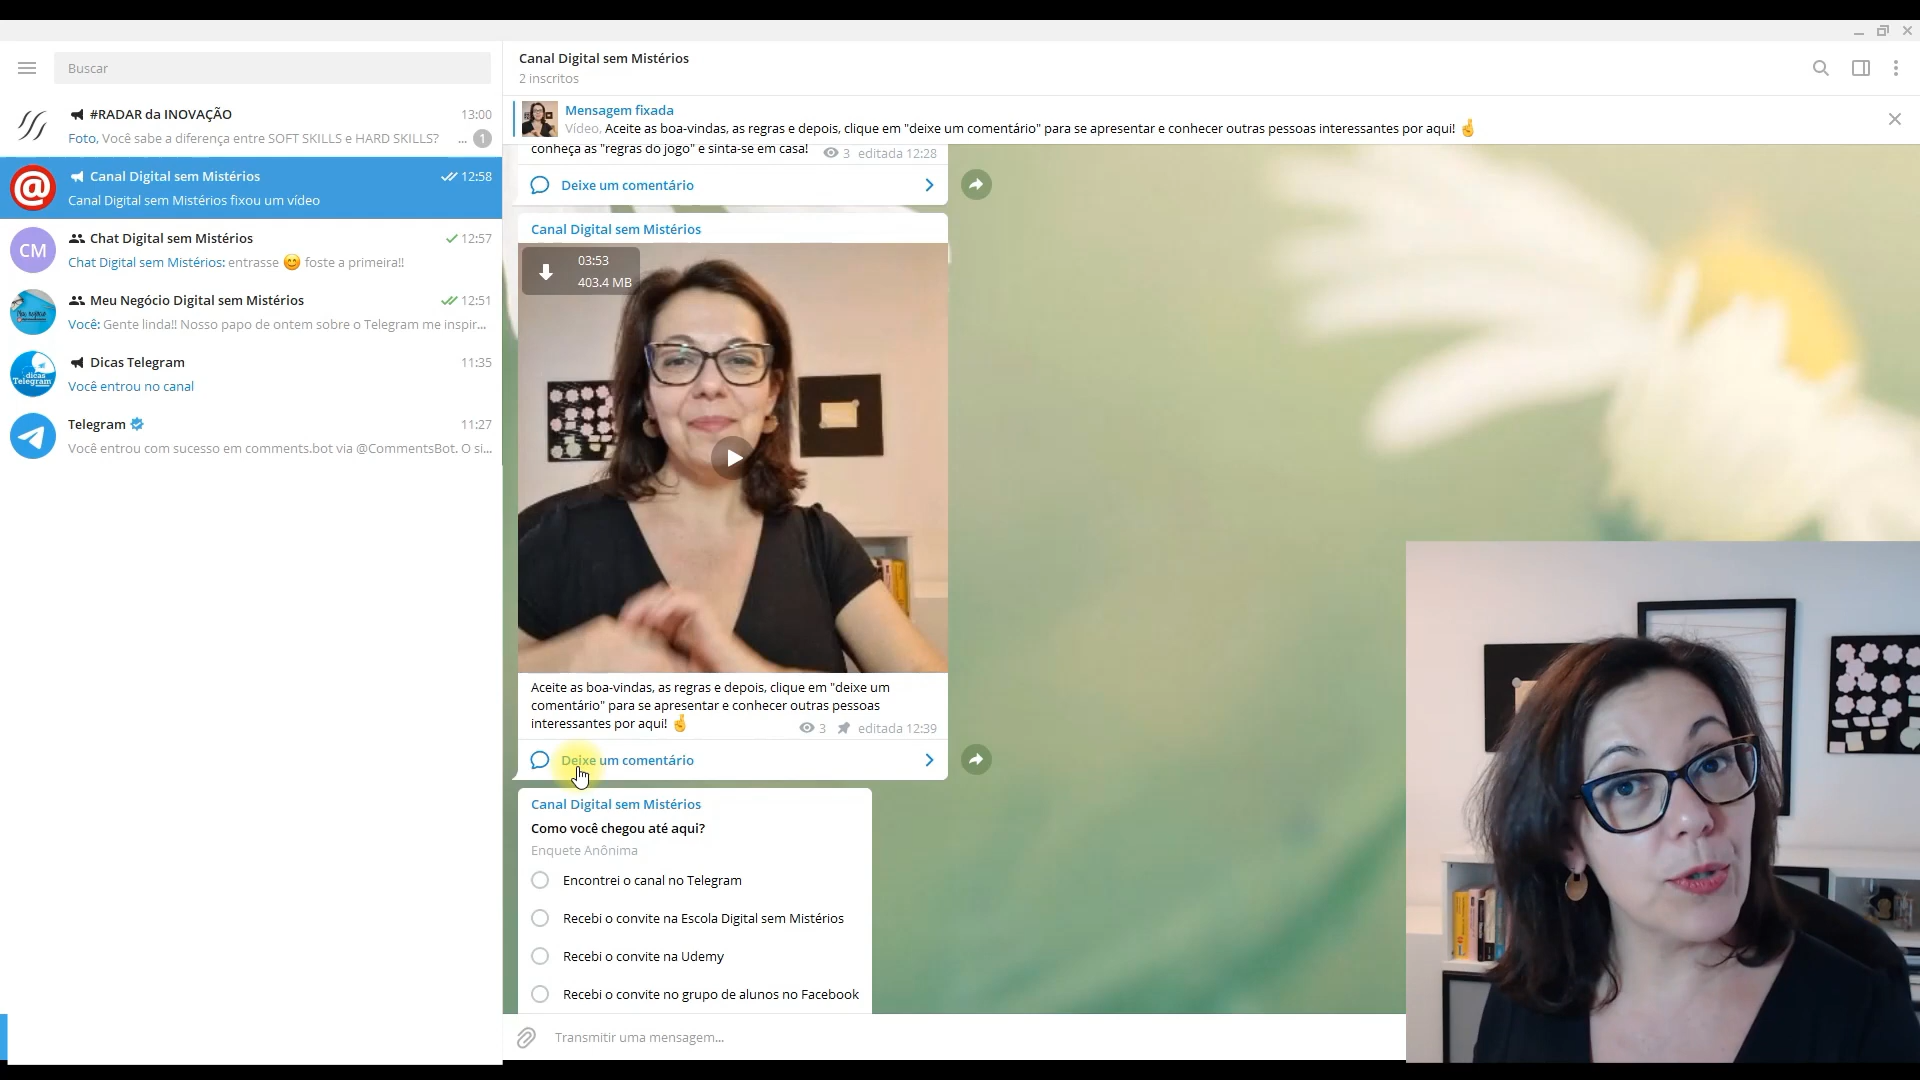 Buscar
#RADAR da INOVAÇÃO 13:00
Foto, Você sabe a diferença entre SOFT SKILLS e HARD SKILLS? ... 1
Canal Digital sem Mistérios 12:58
Canal Digital sem Mistérios fixou um vídeo
CM
Chat Digital sem Mistérios 12:57
Chat Digital sem Mistérios: entrasse 😊 foste a primeira!!
Meu Negócio Digital sem Mistérios 12:51
Você: Gente linda!! Nosso papo de ontem sobre o Telegram me inspir...
dicas
Telegram
Dicas Telegram 11:35
Você entrou no canal
Telegram 11:27
Você entrou com sucesso em comments.bot via @CommentsBot. O si...
Canal Digital sem Mistérios
2 inscritos
Mensagem fixada
Vídeo, Aceite as boa-vindas, as regras e depois, clique em "deixe um comentário" para se apresentar e conhecer outras pessoas interessantes por aqui! 🤞
conheça as "regras do jogo" e sinta-se em casa! 3 editada 12:28
Deixe um comentário
Canal Digital sem Mistérios
03:53
403.4 MB
Aceite as boa-vindas, as regras e depois, clique em "deixe um
comentário" para se apresentar e conhecer outras pessoas
interessantes por aqui! 🤞 3 editada 12:39
Deixe um comentário
Canal Digital sem Mistérios
Como você chegou até aqui?
Enquete Anônima
Encontrei o canal no Telegram
Recebi o convite na Escola Digital sem Mistérios
Recebi o convite na Udemy
Recebi o convite no grupo de alunos no Facebook
Transmitir uma mensagem...